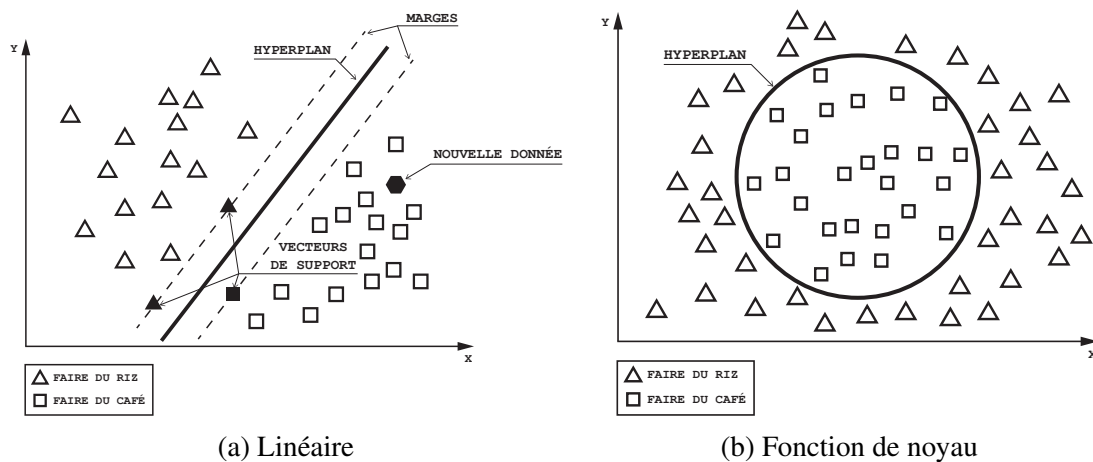 MARGES
Y
HYPERPLAN
NOUVELLE DONNÉE
VECTEURS
DE SUPPORT
X
FAIRE DU RIZ
FAIRE DU CAFÉ
(a) Linéaire
Y
HYPERPLAN
X
FAIRE DU RIZ
FAIRE DU CAFÉ
(b) Fonction de noyau